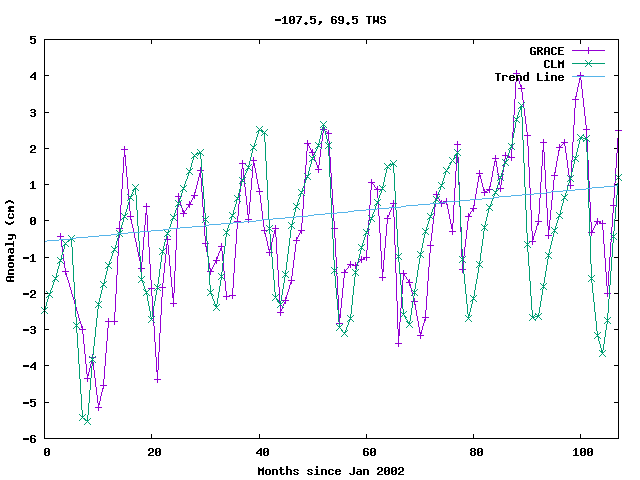 -107.5, 69.5 TWS
GRACE
CLM
Trend Line
5
4
3
2
1
0
-1
-2
-3
-4
-5
-6
Anomaly (cm)
0 20 40 60 80 100
Months since Jan 2002